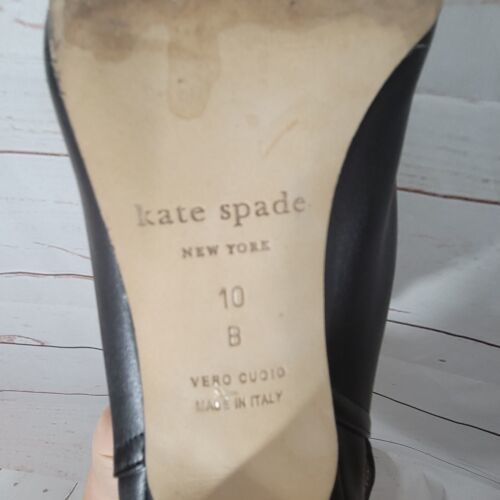 kate spade
NEW YORK
10
B
VERO CUOIO
MADE IN ITALY